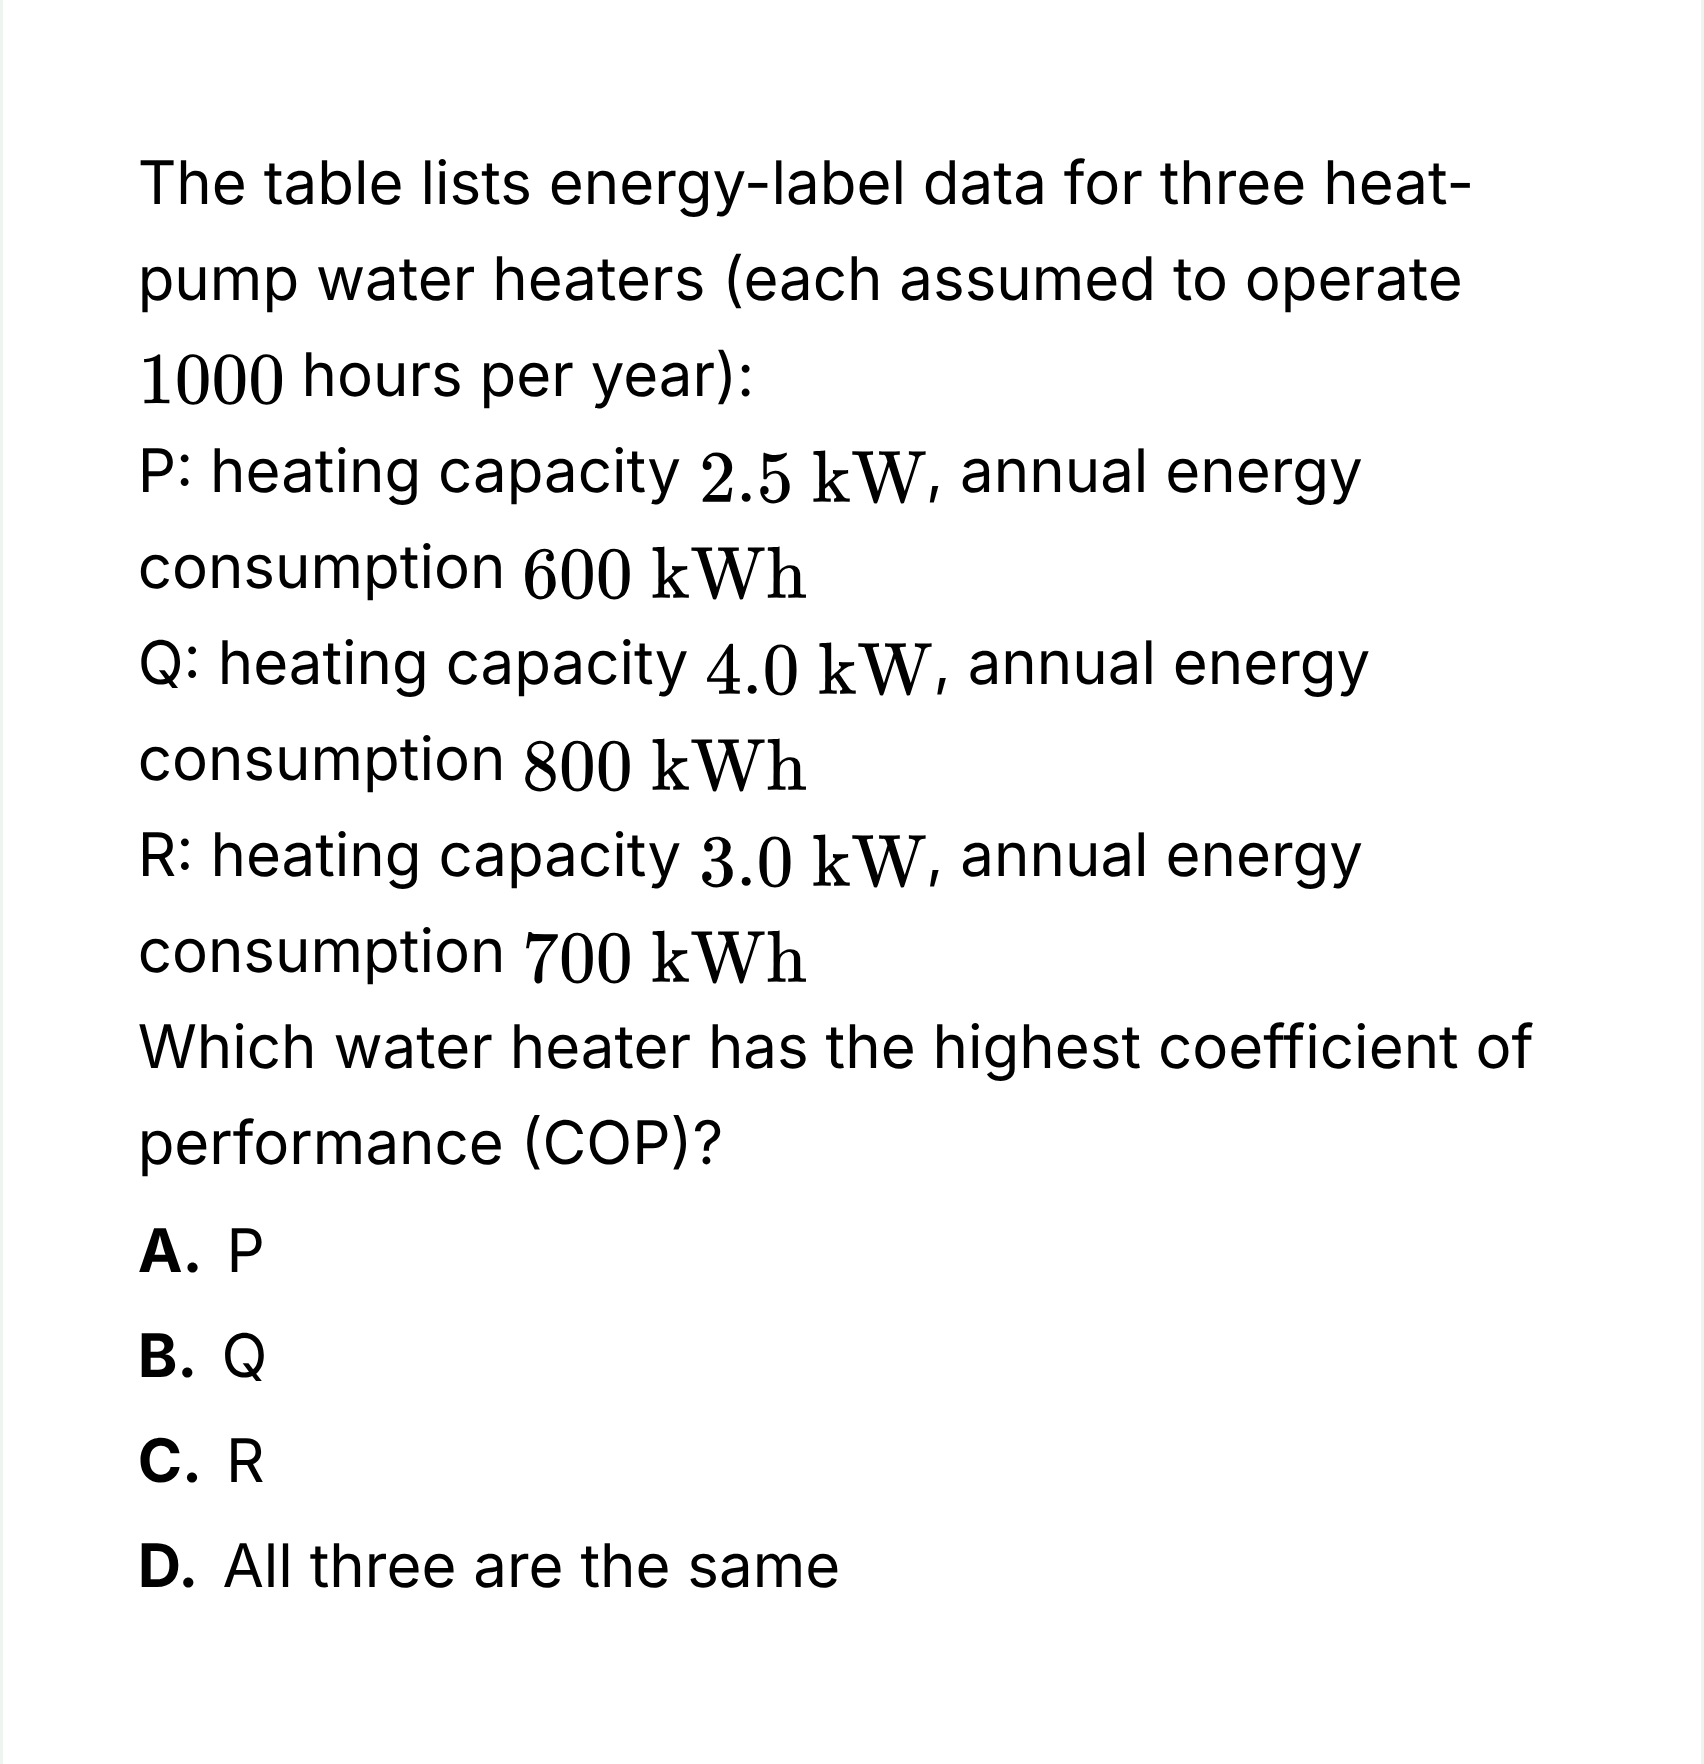 The table lists energy-label data for three heat-
pump water heaters (each assumed to operate
1000 hours per year):
P: heating capacity 2.5 kW, annual energy
consumption 600 kWh
Q: heating capacity 4.0 kW, annual energy
consumption 800 kWh
R: heating capacity 3.0 kW, annual energy
consumption 700 kWh
Which water heater has the highest coefficient of
performance (COP)?
A. P
B. Q
C. R
D. All three are the same